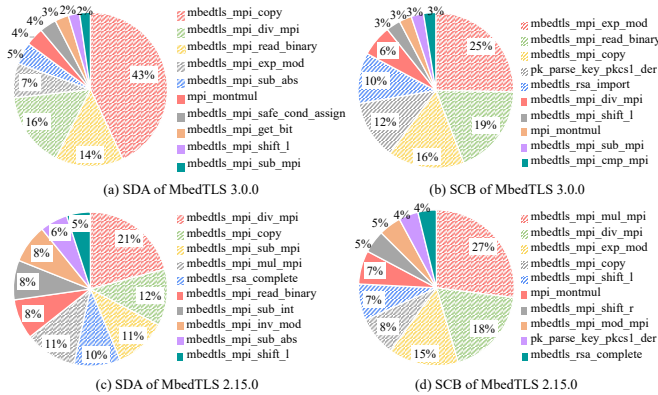 43%
14%
16%
7%
5%
4%
4%
3%
2%
2%
mbedtls_mpi_copy
mbedtls_mpi_div_mpi
mbedtls_mpi_read_binary
mbedtls_mpi_exp_mod
mbedtls_mpi_sub_abs
mpi_montmul
mbedtls_mpi_safe_cond_assign
mbedtls_mpi_get_bit
mbedtls_mpi_shift_l
mbedtls_mpi_sub_mpi
(a) SDA of MbedTLS 3.0.0
25%
19%
16%
12%
10%
6%
3%
3%
3%
3%
mbedtls_mpi_exp_mod
mbedtls_mpi_read_binary
mbedtls_mpi_copy
pk_parse_key_pkcs1_der
mbedtls_rsa_import
mbedtls_mpi_div_mpi
mbedtls_mpi_shift_l
mpi_montmul
mbedtls_mpi_sub_mpi
mbedtls_mpi_cmp_mpi
(b) SCB of MbedTLS 3.0.0
21%
12%
11%
10%
11%
8%
8%
8%
6%
5%
mbedtls_mpi_div_mpi
mbedtls_mpi_copy
mbedtls_mpi_sub_mpi
mbedtls_mpi_mul_mpi
mbedtls_rsa_complete
mbedtls_mpi_read_binary
mbedtls_mpi_sub_int
mbedtls_mpi_inv_mod
mbedtls_mpi_sub_abs
mbedtls_mpi_shift_l
(c) SDA of MbedTLS 2.15.0
27%
18%
15%
8%
7%
7%
5%
5%
4%
4%
mbedtls_mpi_mul_mpi
mbedtls_mpi_div_mpi
mbedtls_mpi_exp_mod
mbedtls_mpi_copy
mbedtls_mpi_shift_l
mpi_montmul
mbedtls_mpi_shift_r
mbedtls_mpi_mod_mpi
pk_parse_key_pkcs1_der
mbedtls_rsa_complete
(d) SCB of MbedTLS 2.15.0